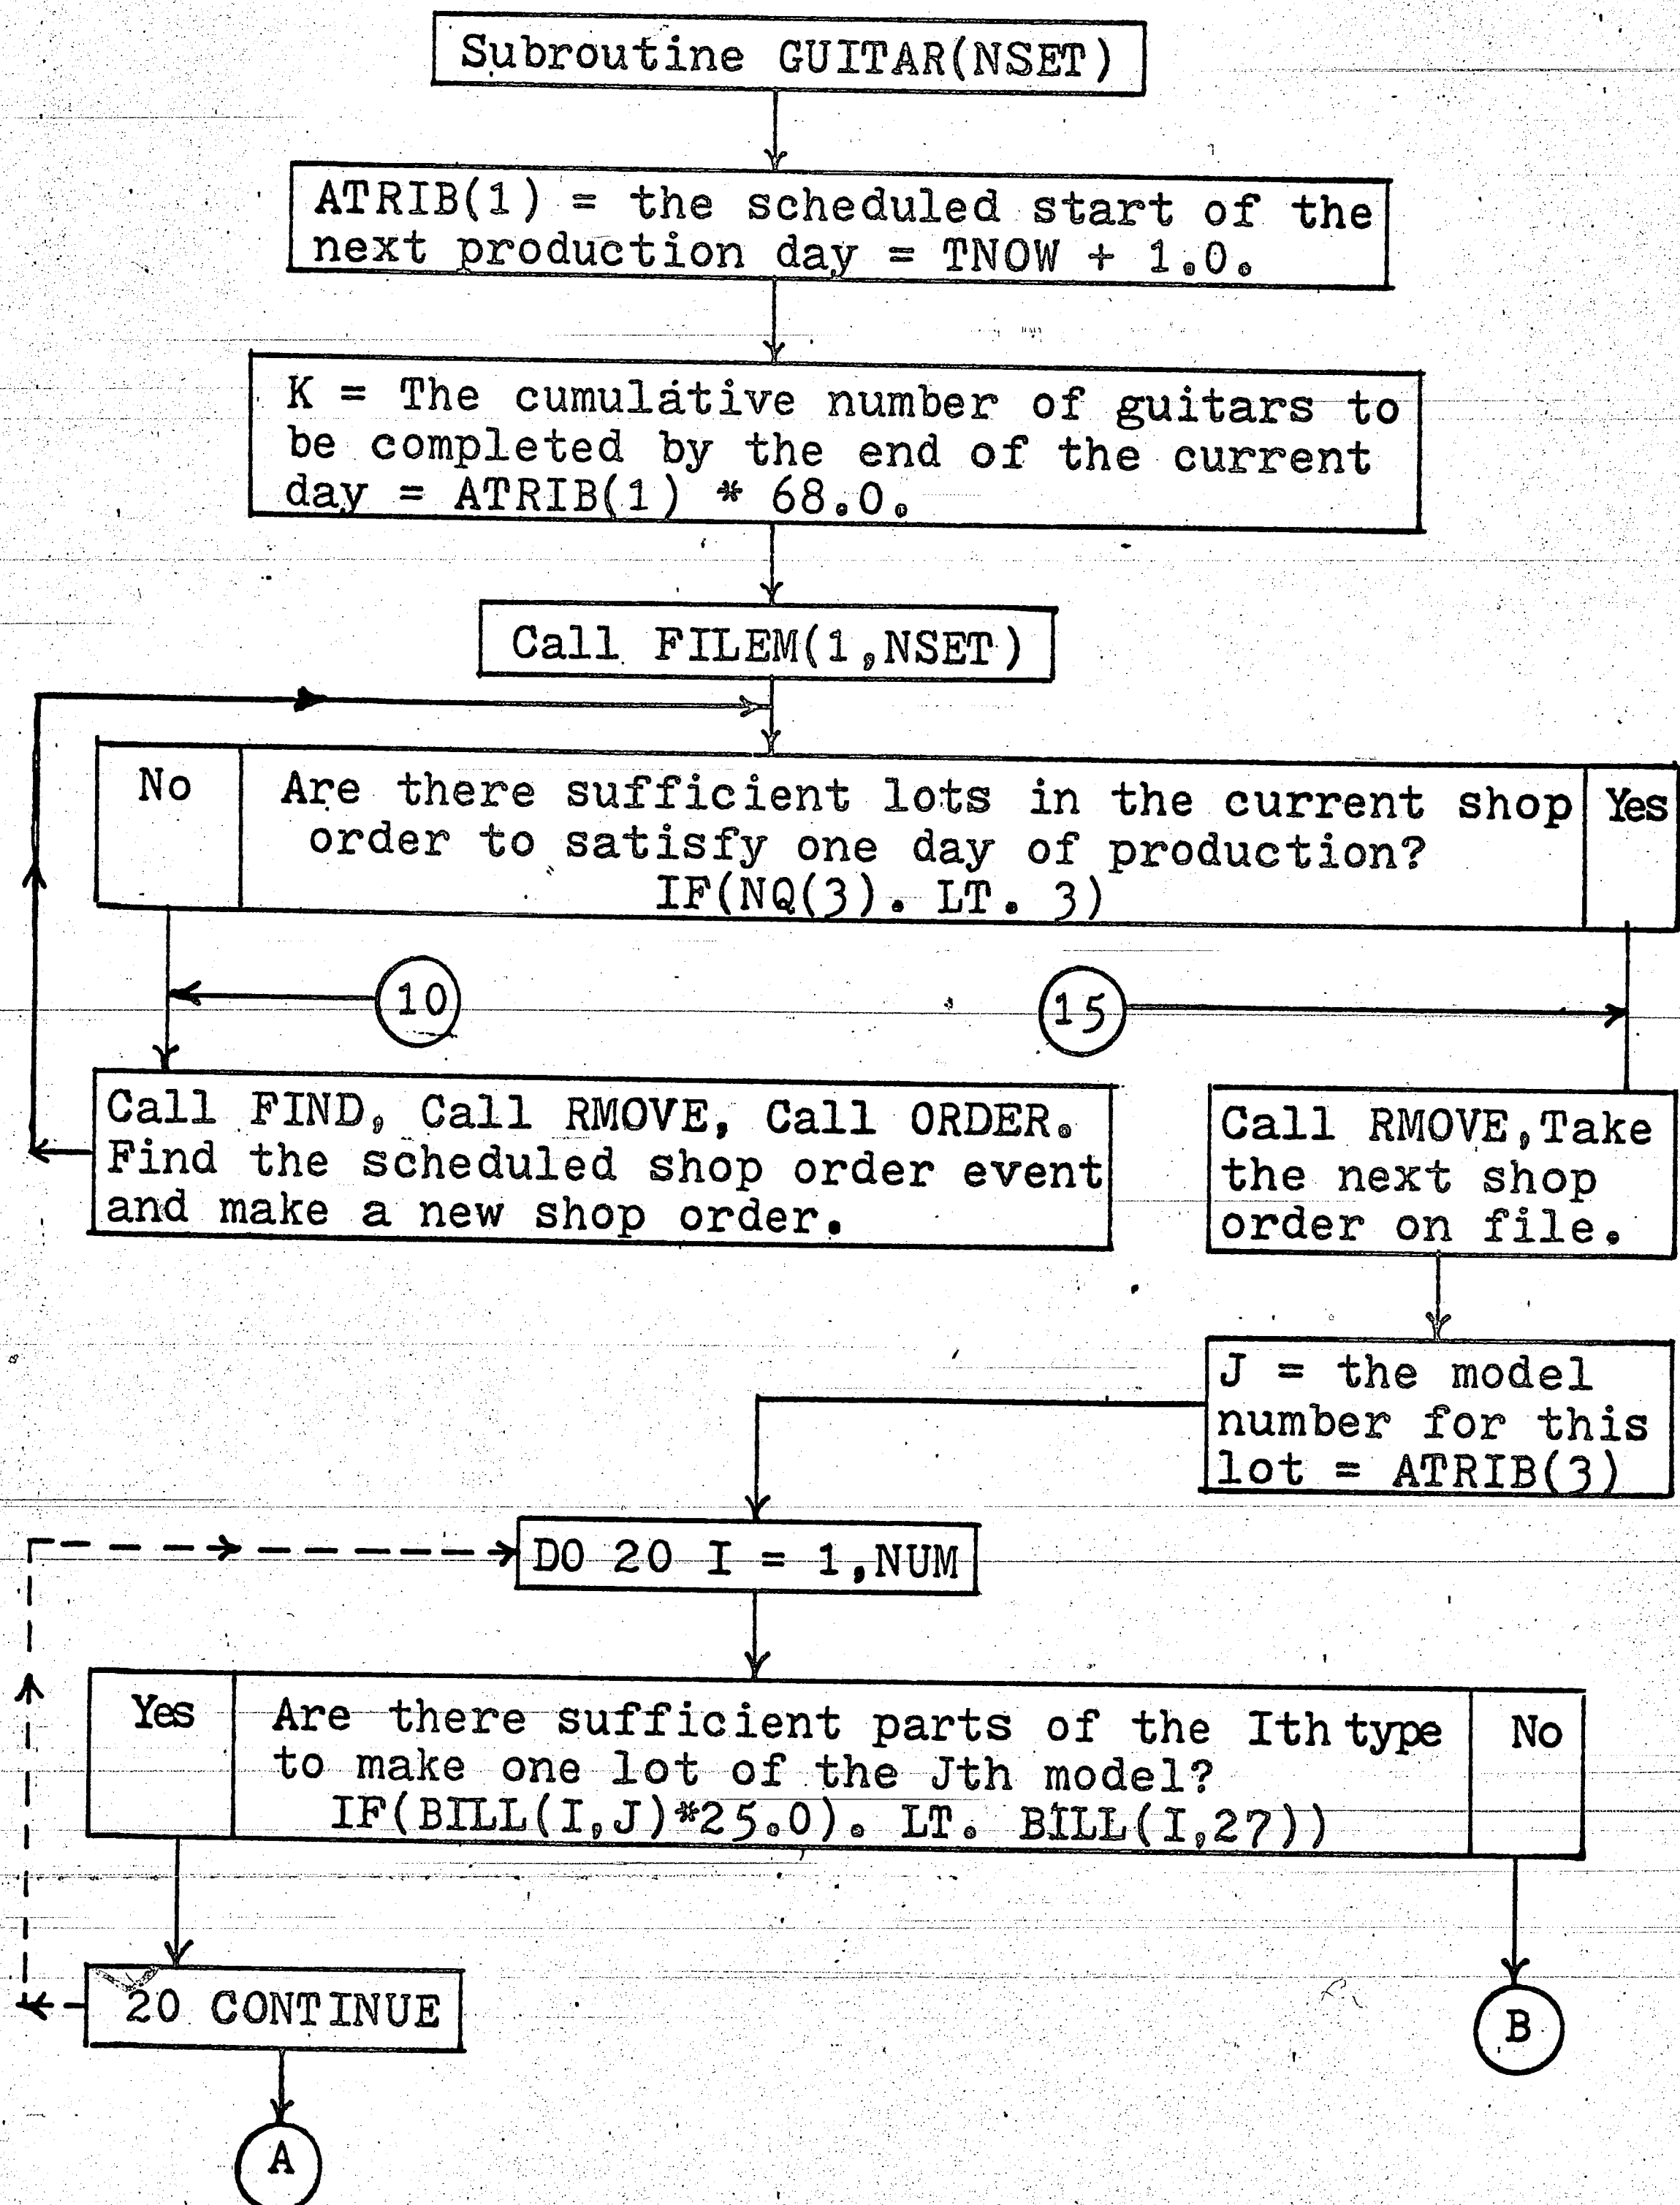 Subroutine GUITAR(NSET)
ATRIB(1) = the scheduled start of the
next production day = TNOW + 1.0.
K = The cumulative number of guitars to
be completed by the end of the current
day = ATRIB(1) * 68.0.
Call FILEM(1,NSET)
No
Are there sufficient lots in the current shop
order to satisfy one day of production?
IF(NQ(3). LT. 3)
Yes
10
15
Call FIND, Call RMOVE, Call ORDER.
Find the scheduled shop order event
and make a new shop order.
Call RMOVE,Take
the next shop
order on file.
J = the model
number for this
lot = ATRIB(3)
DO 20 I = 1,NUM
Yes
Are there sufficient parts of the Ith type
to make one lot of the Jth model?
IF(BILL(I,J)*25.0). LT. BILL(I,27))
No
20 CONTINUE
B
A